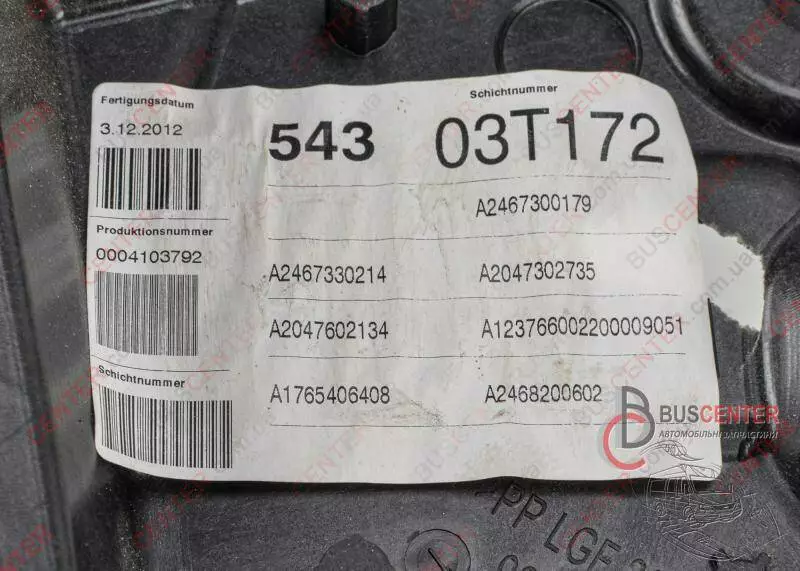 Fertigungsdatum
3.12.2012
Produktionsnummer
0004103792
Schichtnummer
Schichtnummer
543 03T172
A2467300179
A2467330214 A2047302735
A2047602134 A123766002200009051
A1765406408 A2468200602
BUSCENTER
АВТОМОБІЛЬНІ ЗАПЧАСТИНИ
PP LGF